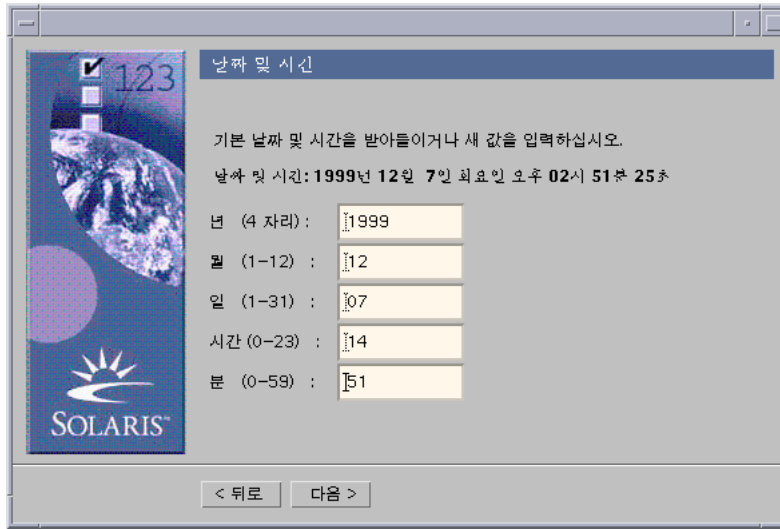 123
SOLARIS™
날짜 및 시간
기본 날짜 및 시간을 받아들이거나 새 값을 입력하십시오.
날짜 및 시간: 1999년 12월 7일 화요일 오후 02시 51분 25초
년 (4 자리) : 1999
월 (1-12) : 12
일 (1-31) : 07
시간 (0-23) : 14
분 (0-59) : 51
< 뒤로 다음 >